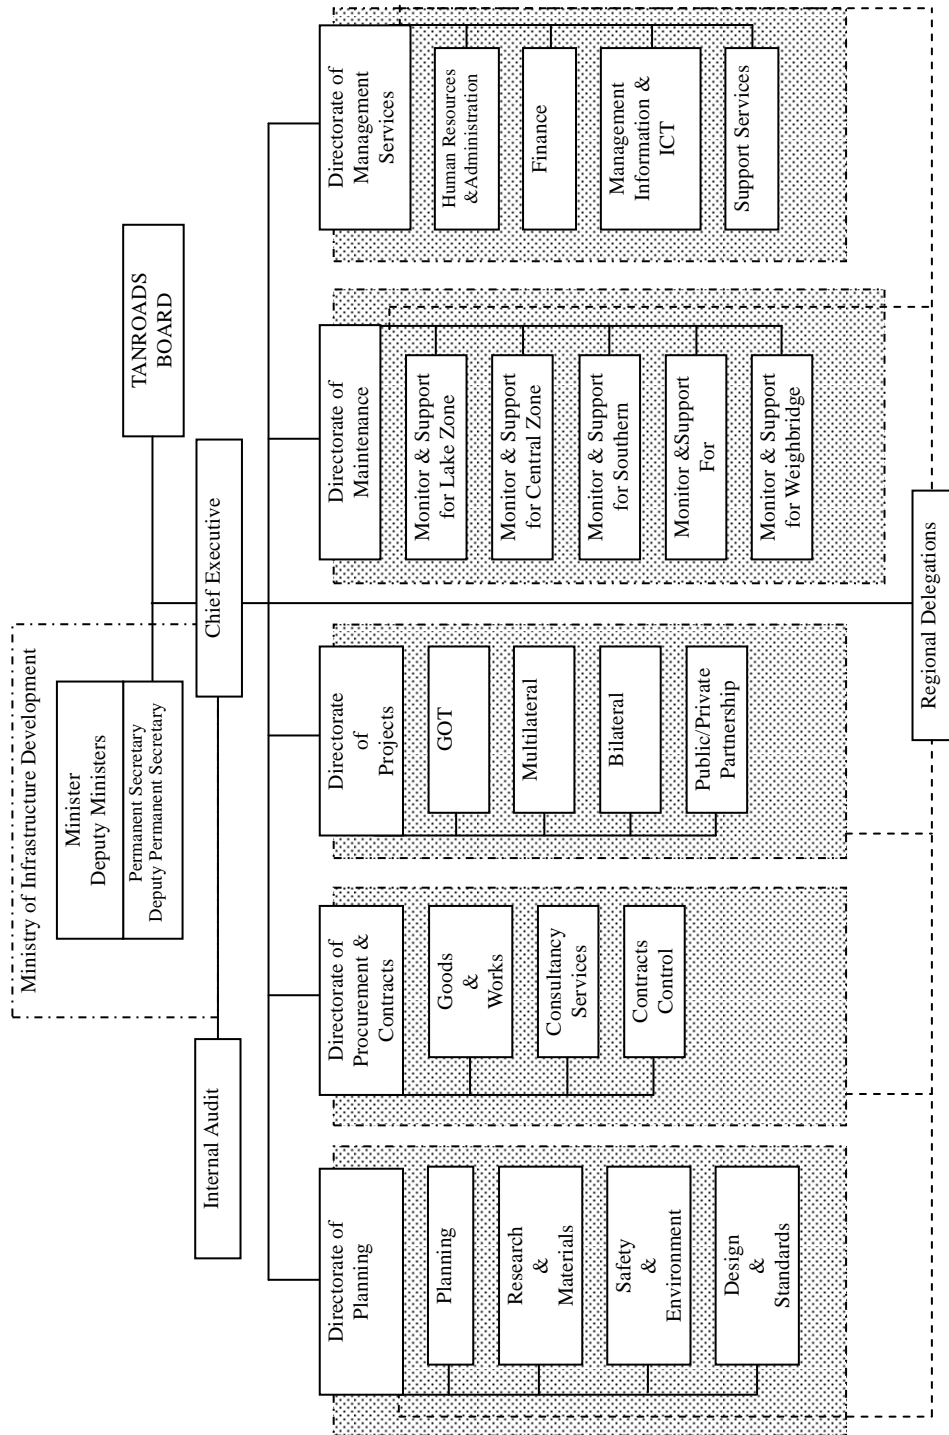 Ministry of Infrastructure Development
Minister
Deputy Ministers
Permanent Secretary
Deputy Permanent Secretary
TANROADS
BOARD
Internal Audit
Chief Executive
Directorate of
Planning
Planning
Research
&
Materials
Safety
&
Environment
Design
&
Standards
Directorate of
Procurement &
Contracts
Goods
&
Works
Consultancy
Services
Contracts
Control
Directorate
of
Projects
GOT
Multilateral
Bilateral
Public/Private
Partnership
Directorate of
Maintenance
Monitor & Support
for Lake Zone
Monitor & Support
for Central Zone
Monitor & Support
for Southern
Monitor &Support
For
Monitor & Support
for Weighbridge
Directorate of
Management
Services
Human Resources
&Administration
Finance
Management
Information &
ICT
Support Services
Regional Delegations